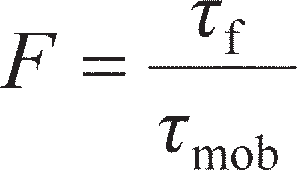 F = τ_f / τ_mob